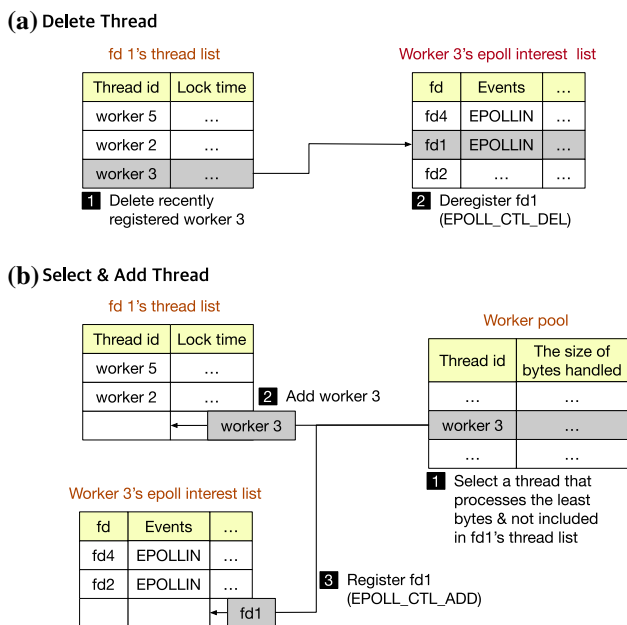 (a) Delete Thread
fd 1's thread list
Thread id Lock time
worker 5 ...
worker 2 ...
worker 3 ...
1 Delete recently
registered worker 3
Worker 3's epoll interest list
fd Events ...
fd4 EPOLLIN ...
fd1 EPOLLIN ...
fd2 ... ...
2 Deregister fd1
(EPOLL_CTL_DEL)
(b) Select & Add Thread
fd 1's thread list
Thread id Lock time
worker 5 ...
worker 2 ...
worker 3
2 Add worker 3
Worker pool
Thread id The size of
bytes handled
... ...
worker 3 ...
... ...
1 Select a thread that
processes the least
bytes & not included
in fd1's thread list
Worker 3's epoll interest list
fd Events ...
fd4 EPOLLIN ...
fd2 EPOLLIN ...
fd1
3 Register fd1
(EPOLL_CTL_ADD)